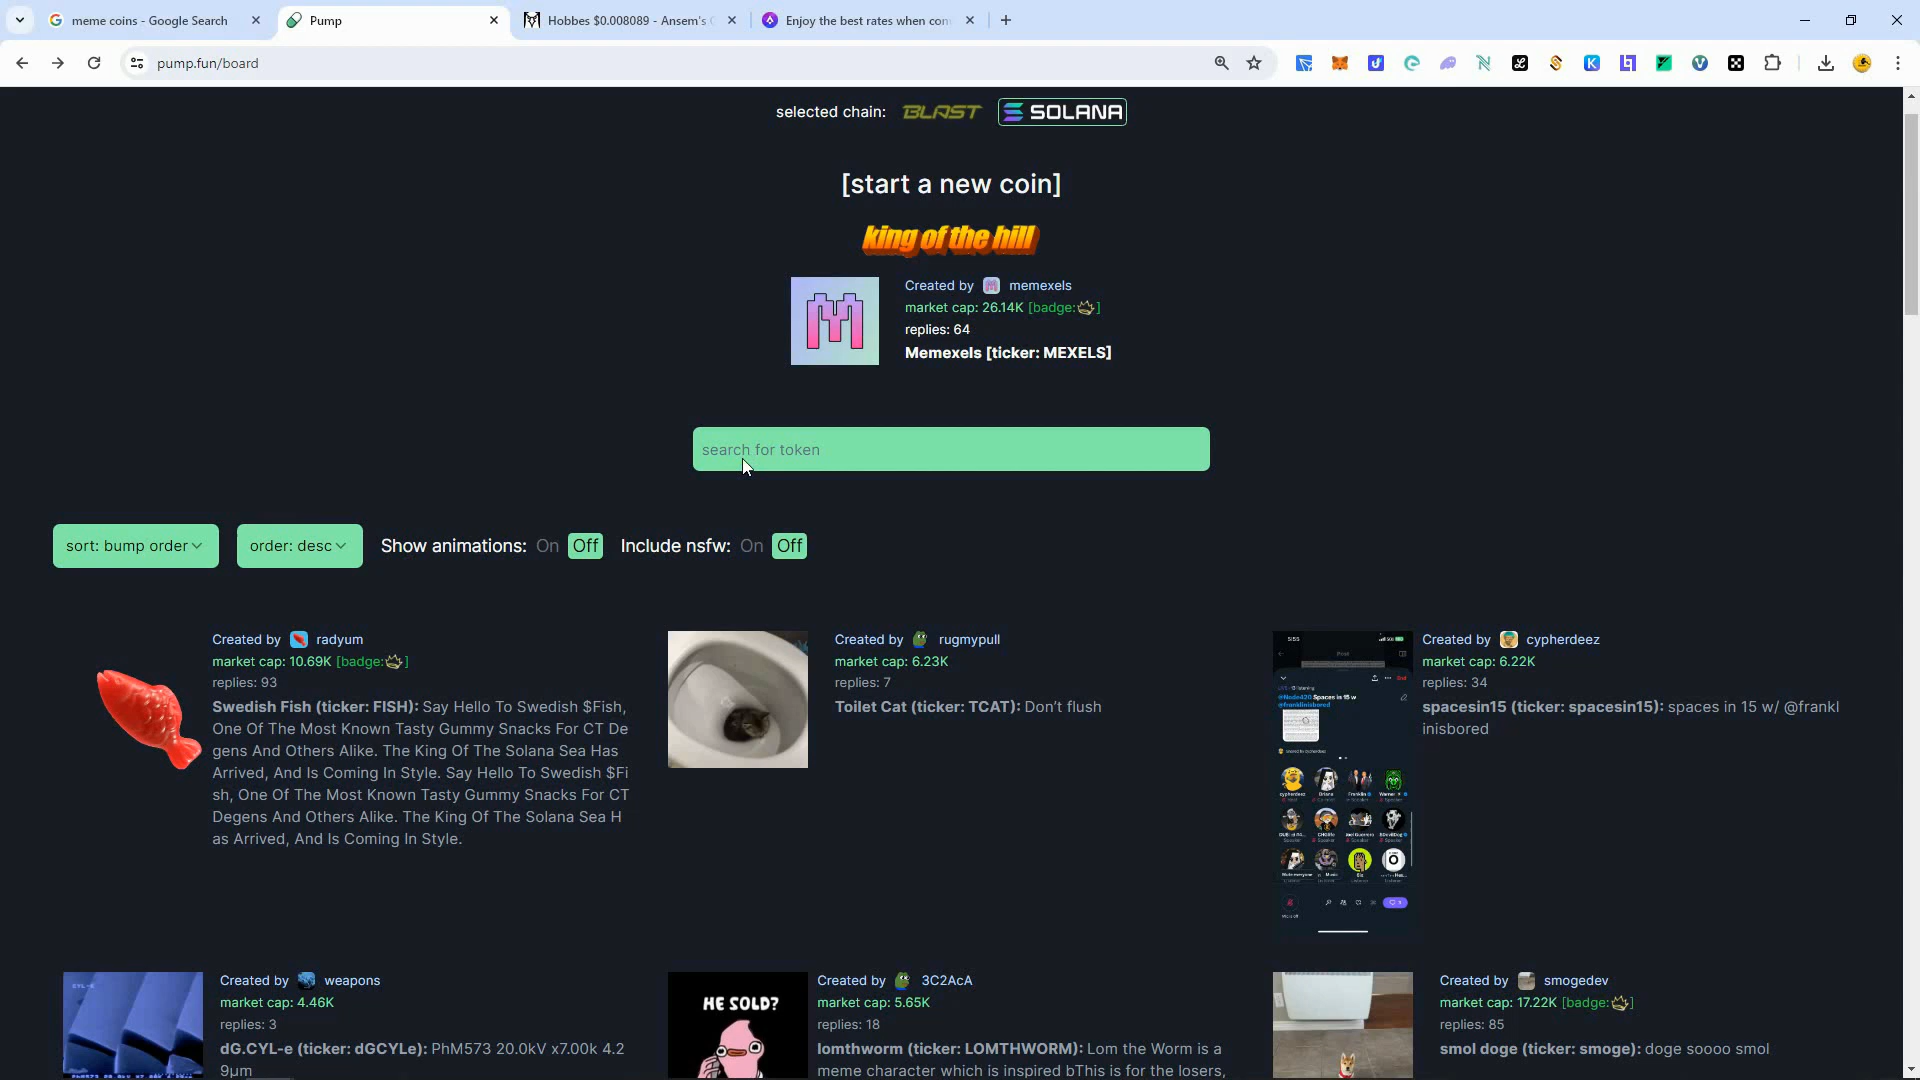 meme coins - Google Search
Pump
Hobbes $0.008089 - Ansem's
Enjoy the best rates when con
pump.fun/board
selected chain: BLAST SOLANA
[start a new coin]
king of the hill
Created by memexels
market cap: 26.14K [badge: ]
replies: 64
Memexels [ticker: MEXELS]
search for token
sort: bump order
order: desc
Show animations: On Off
Include nsfw: On Off
Created by radyum
market cap: 10.69K [badge: ]
replies: 93
Swedish Fish (ticker: FISH): Say Hello To Swedish $Fish,
One Of The Most Known Tasty Gummy Snacks For CT De
gens And Others Alike. The King Of The Solana Sea Has
Arrived, And Is Coming In Style. Say Hello To Swedish $Fi
sh, One Of The Most Known Tasty Gummy Snacks For CT
Degens And Others Alike. The King Of The Solana Sea H
as Arrived, And Is Coming In Style.
Created by rugmypull
market cap: 6.23K
replies: 7
Toilet Cat (ticker: TCAT): Don't flush
5:55
Spaces in 15 w
@franklinisbored
Created by cypherdeez
market cap: 6.22K
replies: 34
spacesin15 (ticker: spacesin15): spaces in 15 w/ @frankl
inisbored
CYL-E
Created by weapons
market cap: 4.46K
replies: 3
dG.CYL-e (ticker: dGCYLe): PhM573 20.0kV x7.00k 4.2
9µm
HE SOLD?
Created by 3C2AcA
market cap: 5.65K
replies: 18
lomthworm (ticker: LOMTHWORM): Lom the Worm is a
meme character which is inspired bThis is for the losers,
Created by smogedev
market cap: 17.22K [badge: ]
replies: 85
smol doge (ticker: smoge): doge soooo smol